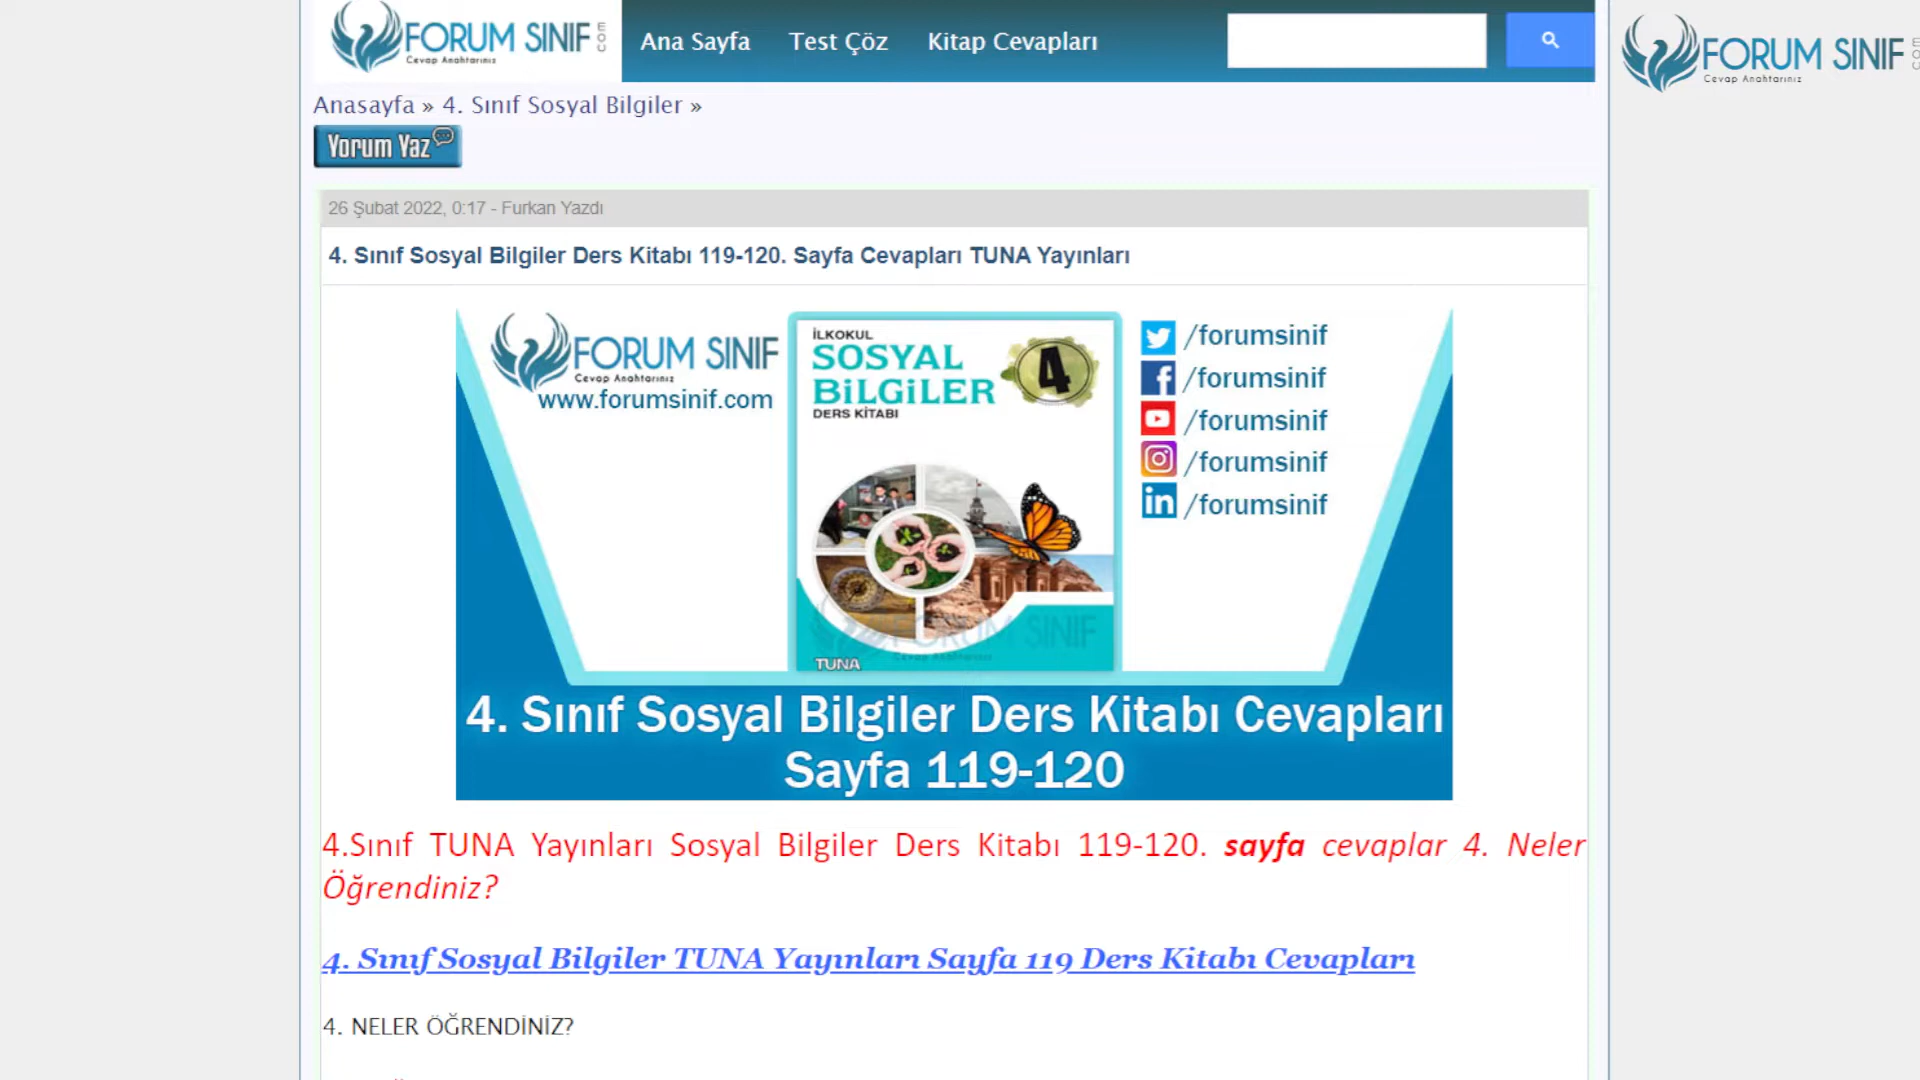 FORUM SINIF com
Cevap Anahtarınız
Ana Sayfa Test Çöz Kitap Cevapları
FORUM SINIF
Cevap Anahtarınız
Anasayfa » 4. Sınıf Sosyal Bilgiler »
Yorum Yaz
26 Şubat 2022, 0:17 - Furkan Yazdı
4. Sınıf Sosyal Bilgiler Ders Kitabı 119-120. Sayfa Cevapları TUNA Yayınları
FORUM SINIF
Cevap Anahtarınız
www.forumsinif.com
İLKOKUL
SOSYAL
BİLGİLER
DERS KİTABI
4
FORUM SINIF
Cevap Anahtarınız
TUNA
/forumsinif
/forumsinif
/forumsinif
/forumsinif
/forumsinif
4. Sınıf Sosyal Bilgiler Ders Kitabı Cevapları
Sayfa 119-120
4.Sınıf TUNA Yayınları Sosyal Bilgiler Ders Kitabı 119-120. sayfa cevaplar 4. Neler
Öğrendiniz?
4. Sınıf Sosyal Bilgiler TUNA Yayınları Sayfa 119 Ders Kitabı Cevapları
4. NELER ÖĞRENDİNİZ?